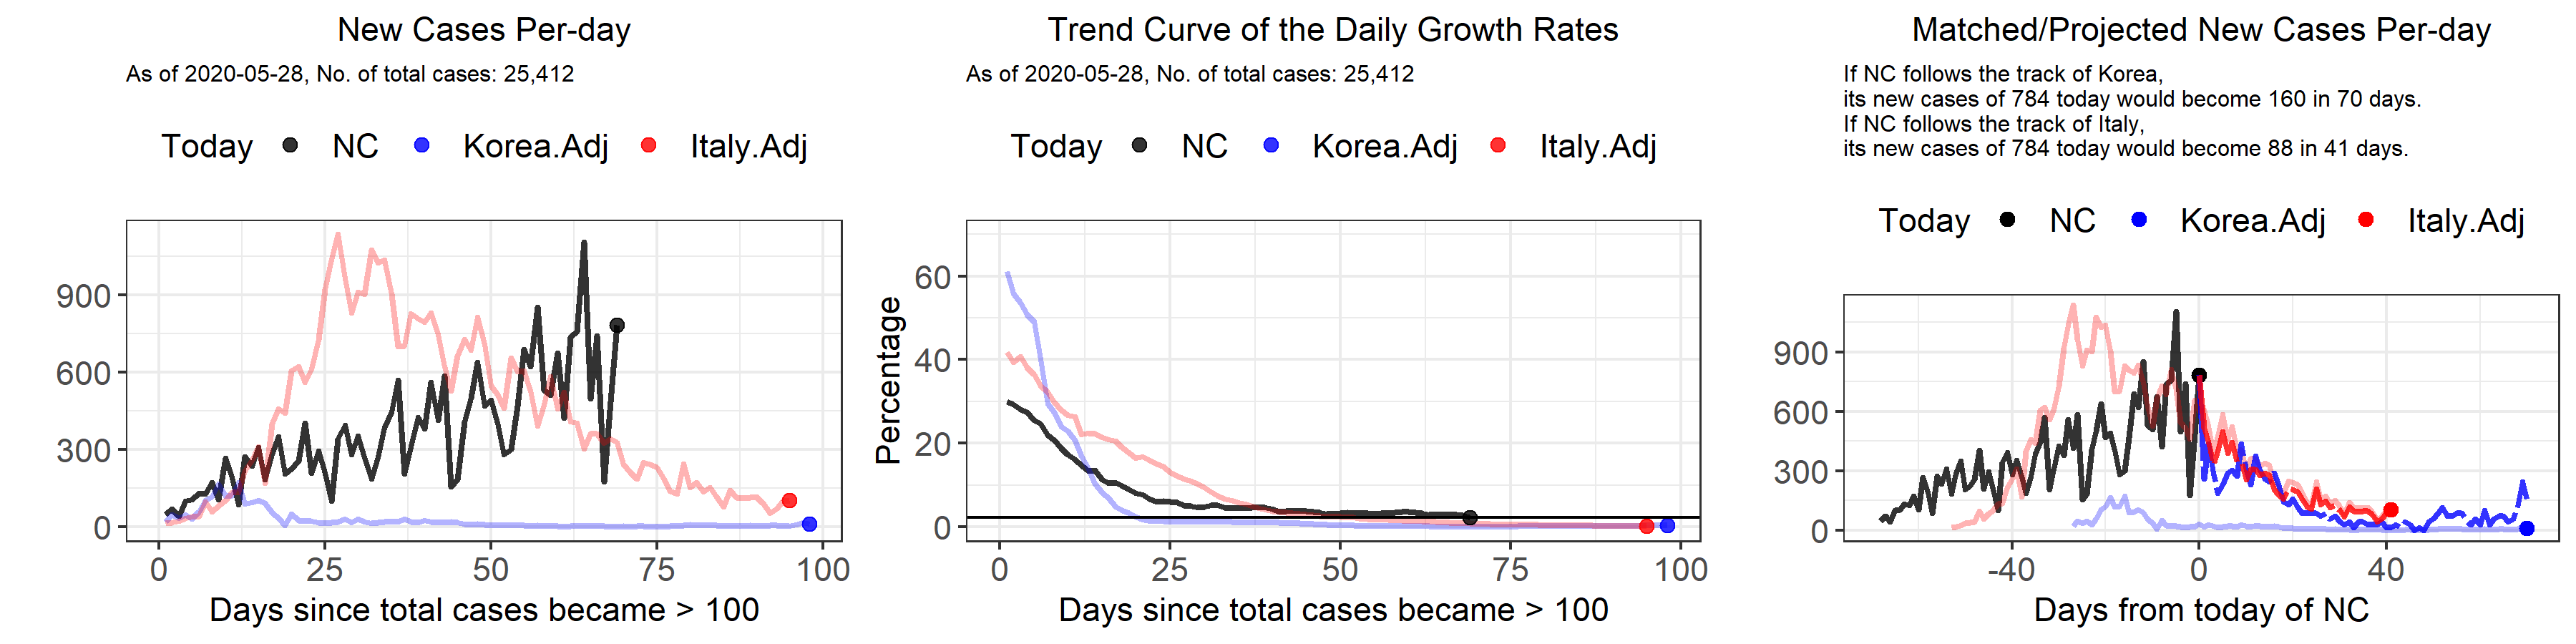 New Cases Per-day
As of 2020-05-28, No. of total cases: 25,412
Today NC Korea.Adj Italy.Adj
900
600
300
0
0 25 50 75 100
Days since total cases became > 100
Trend Curve of the Daily Growth Rates
As of 2020-05-28, No. of total cases: 25,412
Today NC Korea.Adj Italy.Adj
Percentage
60
40
20
0
0 25 50 75 100
Days since total cases became > 100
Matched/Projected New Cases Per-day
If NC follows the track of Korea,
its new cases of 784 today would become 160 in 70 days.
If NC follows the track of Italy,
its new cases of 784 today would become 88 in 41 days.
Today NC Korea.Adj Italy.Adj
900
600
300
0
-40 0 40
Days from today of NC